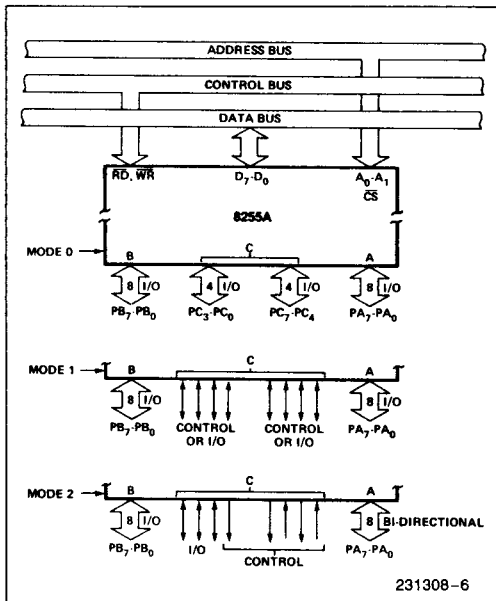 ADDRESS BUS
CONTROL BUS
DATA BUS
RD, WR D7-D0 A0-A1
CS
8255A
MODE 0 B C A
8 I/O 4 I/O 4 I/O 8 I/O
PB7-PB0 PC3-PC0 PC7-PC4 PA7-PA0
MODE 1 B C A
8 I/O 8 I/O
PB7-PB0 CONTROL OR I/O CONTROL OR I/O PA7-PA0
MODE 2 B C A
8 I/O 8 BI-DIRECTIONAL
PB7-PB0 I/O PA7-PA0
CONTROL
231308-6